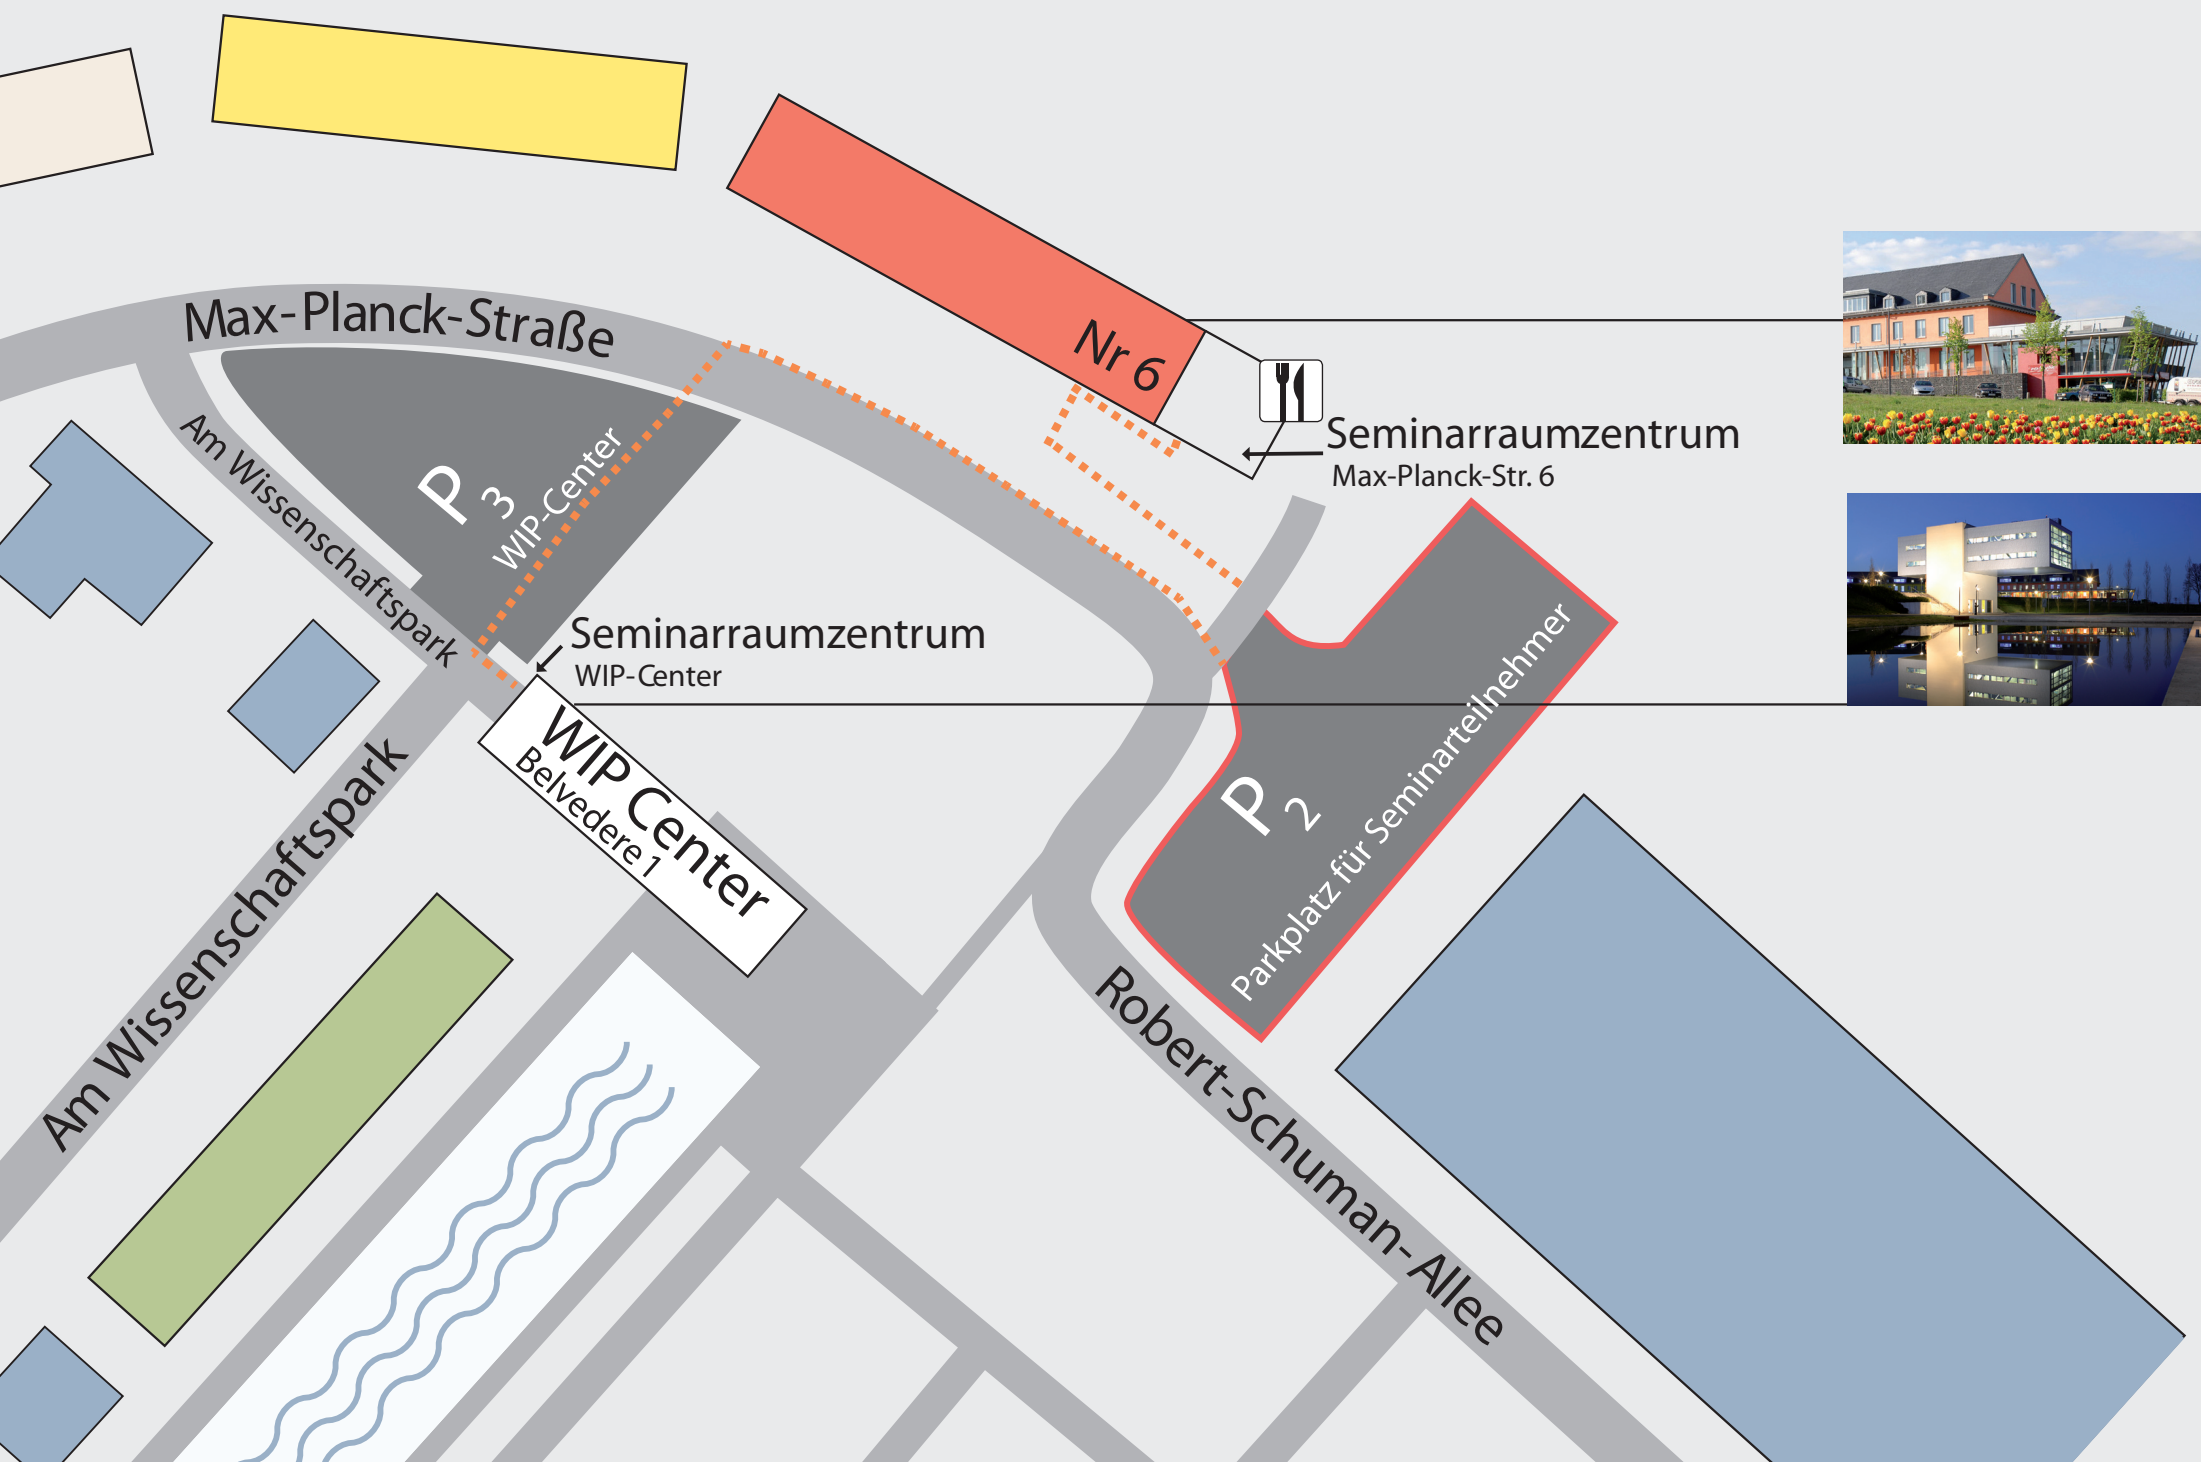 Max-Planck-Straße
Nr 6
Seminarraumzentrum
Max-Planck-Str. 6
P 3
WIP-Center
Am Wissenschaftspark
Seminarraumzentrum
WIP-Center
WIP Center
Belvedere 1
P 2
Parkplatz für Seminarteilnehmer
Am Wissenschaftspark
Robert-Schuman-Allee